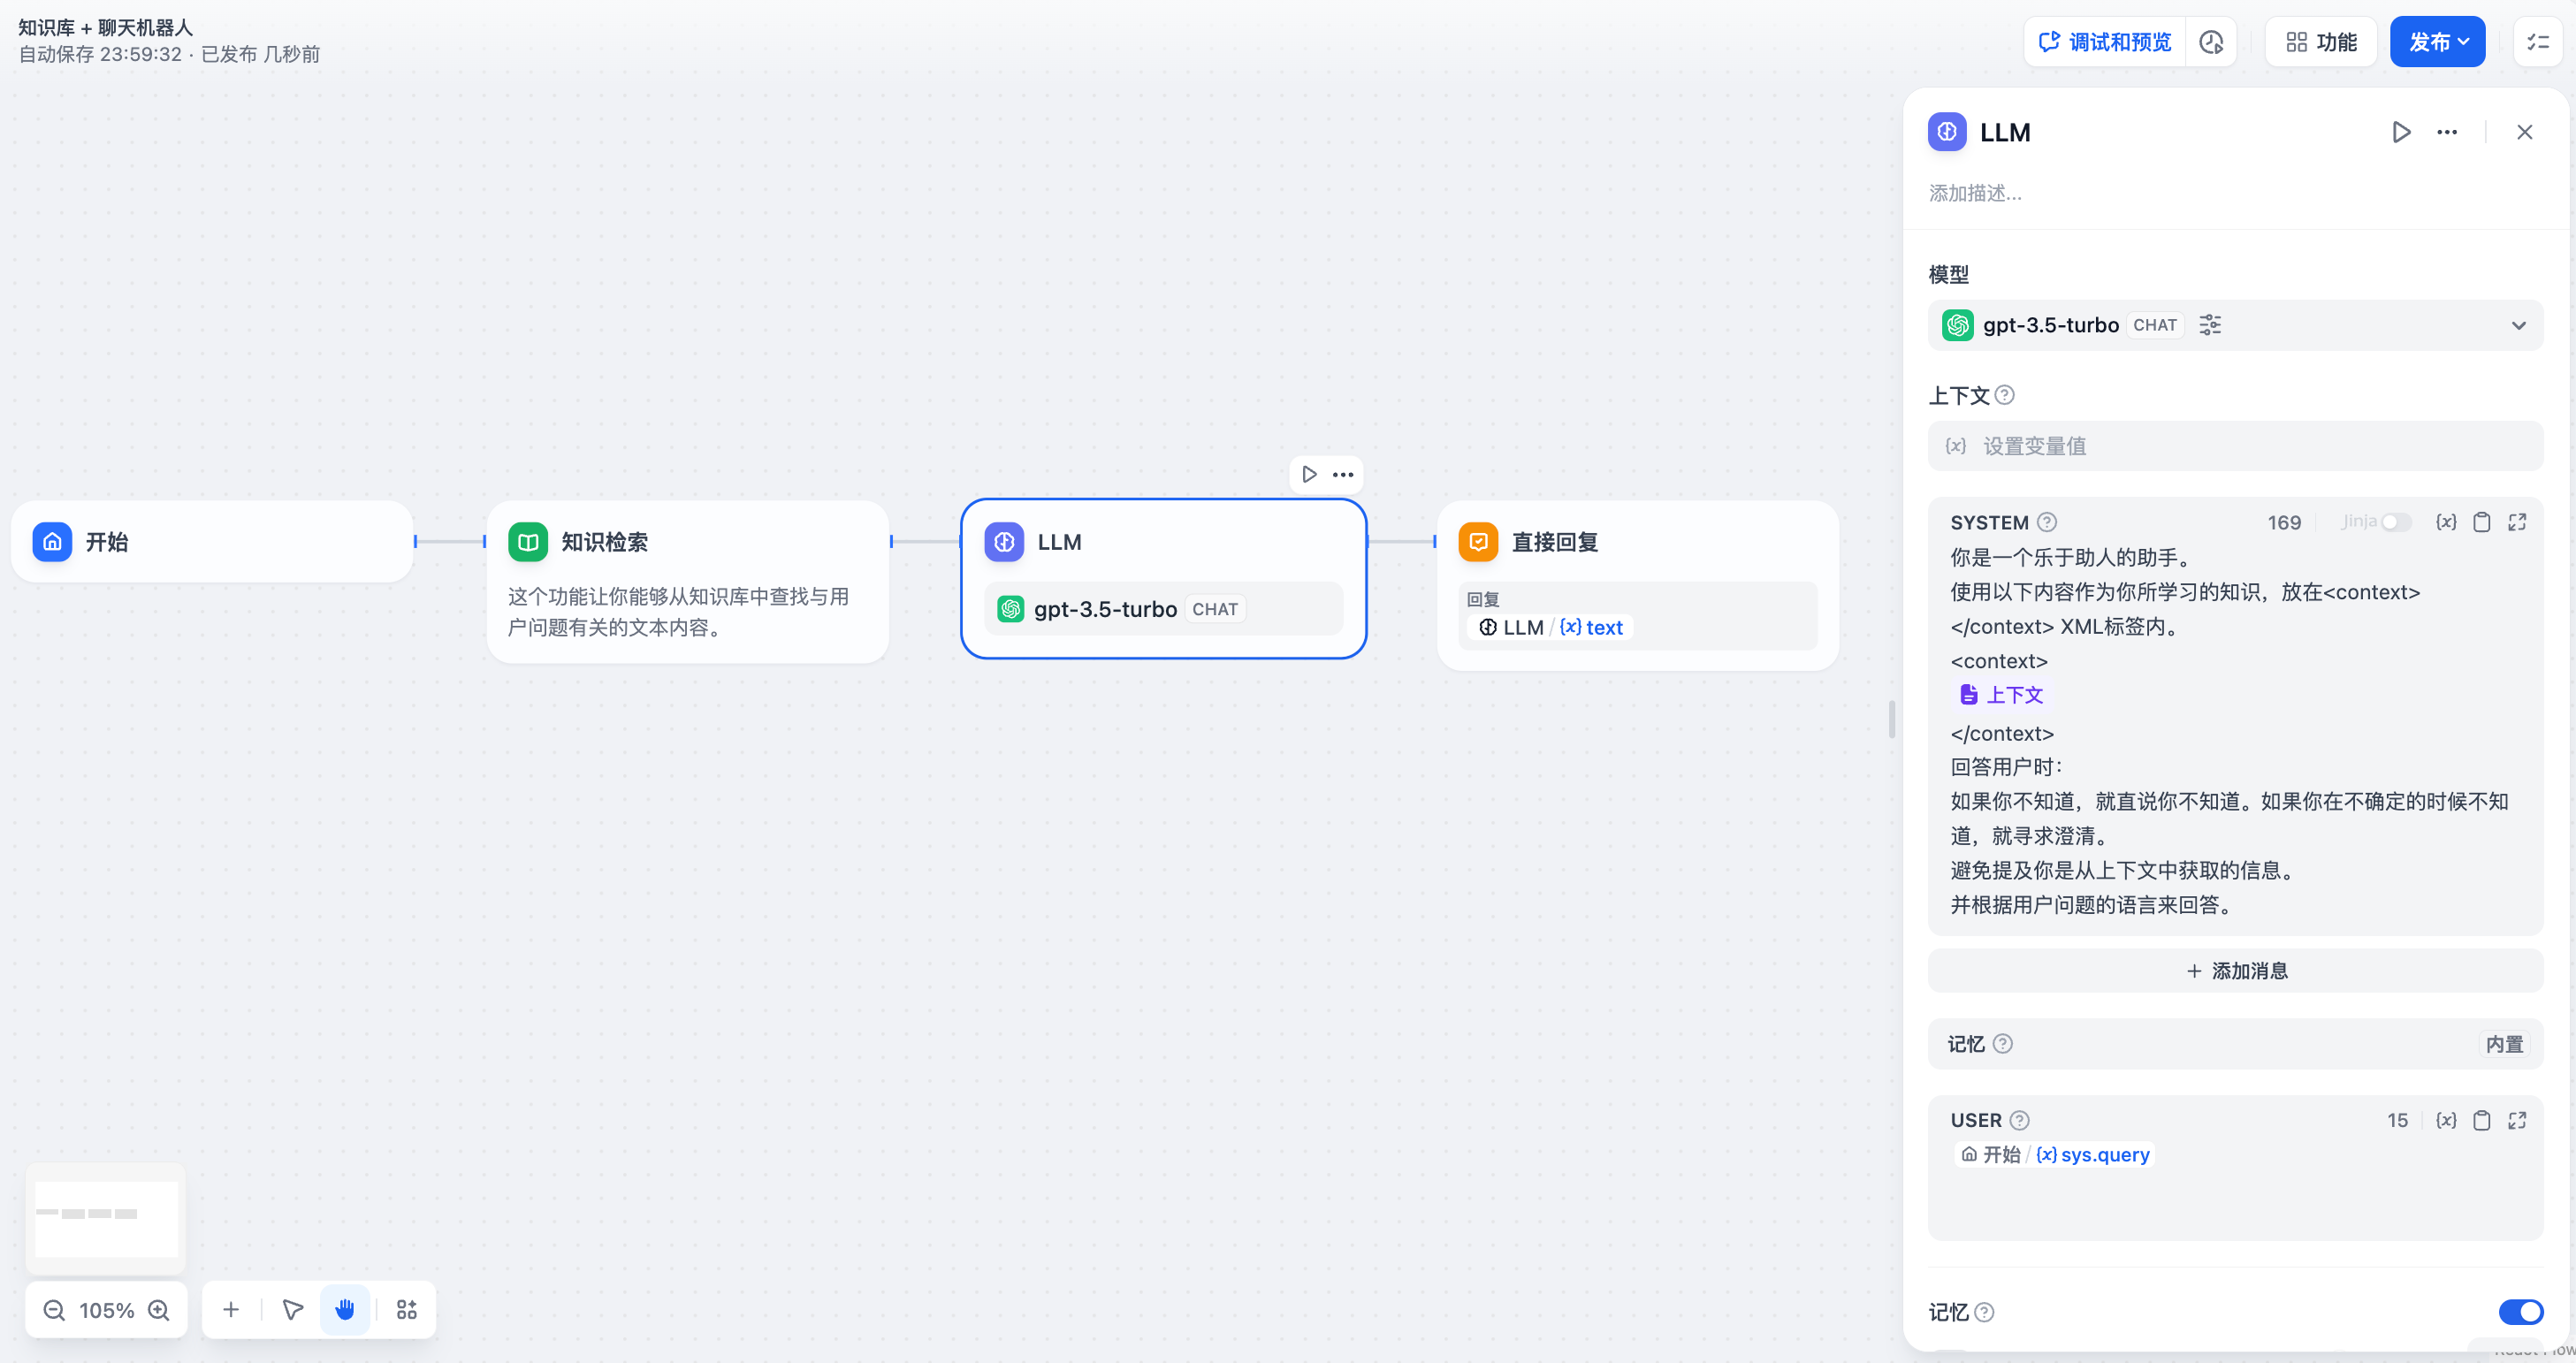 知识库 + 聊天机器人
自动保存 23:59:32 · 已发布 几秒前
调试和预览
功能
发布
开始
知识检索
这个功能让你能够从知识库中查找与用
户问题有关的文本内容。
LLM
gpt-3.5-turbo CHAT
直接回复
回复
LLM / {x} text
105%
LLM
添加描述...
模型
gpt-3.5-turbo CHAT
上下文
{x} 设置变量值
SYSTEM 169 Jinja {x}
你是一个乐于助人的助手。
使用以下内容作为你所学习的知识，放在<context>
</context> XML标签内。
<context>
上下文
</context>
回答用户时：
如果你不知道，就直说你不知道。如果你在不确定的时候不知
道，就寻求澄清。
避免提及你是从上下文中获取的信息。
并根据用户问题的语言来回答。
+ 添加消息
记忆 内置
USER 15 {x}
开始 / {x} sys.query
记忆